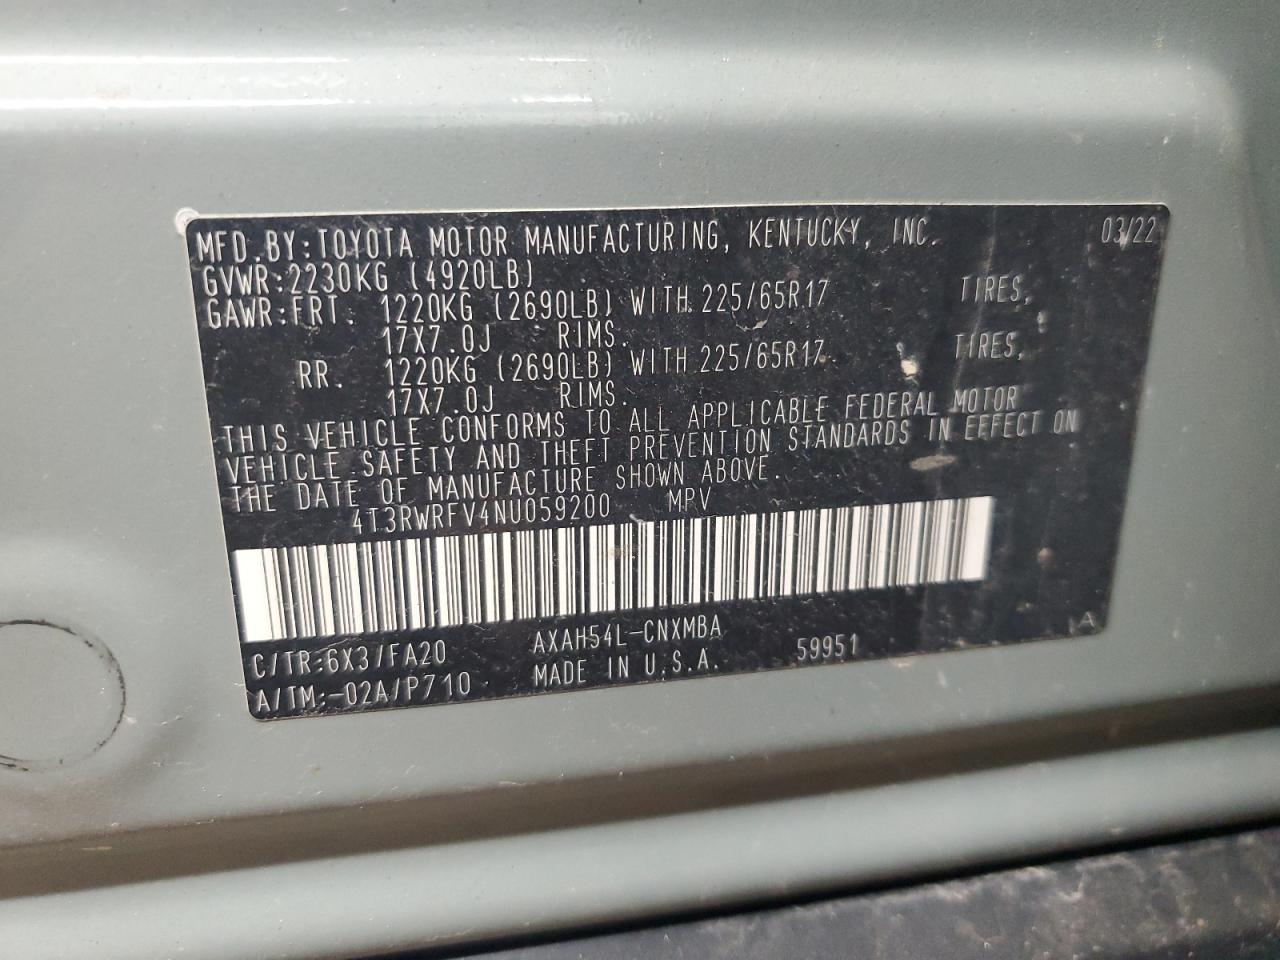 MFD.BY:TOYOTA MOTOR MANUFACTURING, KENTUCKY, INC. 03/22
GVWR:2230KG (4920LB)
GAWR:FRT. 1220KG (2690LB) WITH 225/65R17 TIRES,
17X7.0J RIMS.
RR. 1220KG (2690LB) WITH 225/65R17 TIRES,
17X7.0J RIMS.
THIS VEHICLE CONFORMS TO ALL APPLICABLE FEDERAL MOTOR
VEHICLE SAFETY AND THEFT PREVENTION STANDARDS IN EFFECT ON
THE DATE OF MANUFACTURE SHOWN ABOVE.
4T3RWRFV4NU059200 MPV
C/TR:6X3/FA20 AXAH54L-CNXMBA 59951
A/TM:-02A/P710 MADE IN U.S.A. A